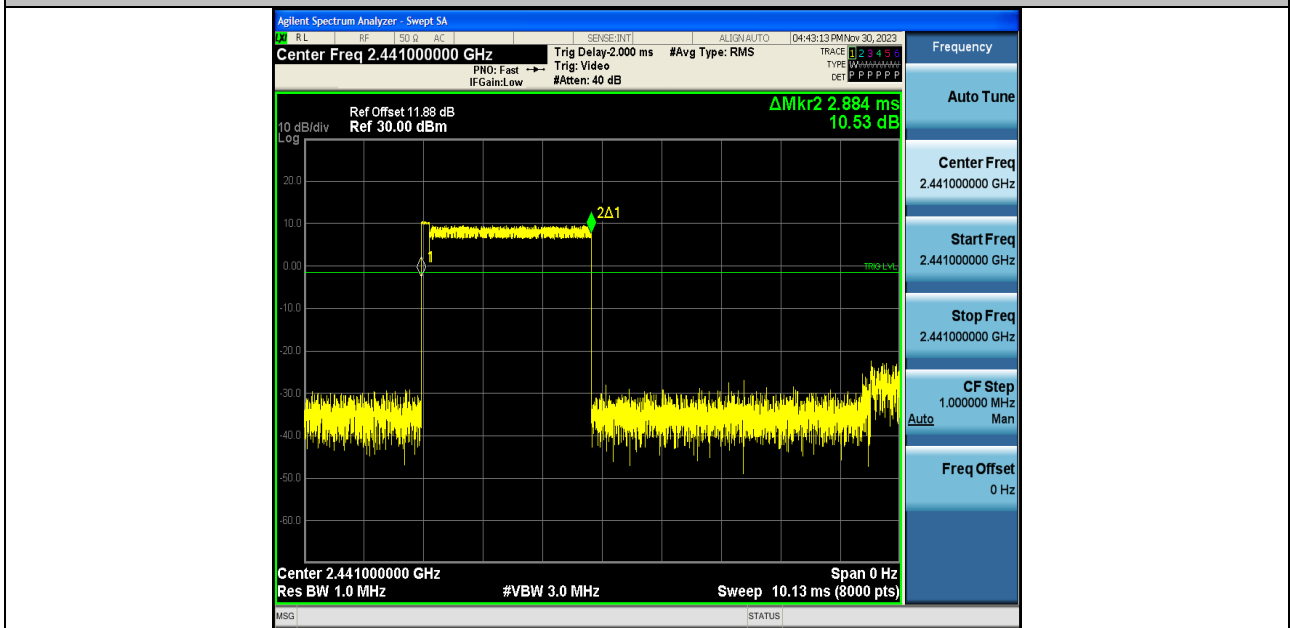 Agilent Spectrum Analyzer - Swept SA
LXI RL RF 50 Ω AC SENSE:INT ALIGN AUTO 04:43:13 PM Nov 30, 2023
Center Freq 2.441000000 GHz
PNO: Fast
IFGain:Low
Trig Delay-2.000 ms
Trig: Video
#Atten: 40 dB
#Avg Type: RMS
TRACE 1 2 3 4 5 6
TYPE
DET P P P P P P
ΔMkr2 2.884 ms
10.53 dB
Ref Offset 11.88 dB
Ref 30.00 dBm
10 dB/div
Log
20.0
10.0
0.00
-10.0
-20.0
-30.0
-40.0
-50.0
-60.0
2Δ1
1
TRIG LVL
Center 2.441000000 GHz
Span 0 Hz
Res BW 1.0 MHz
#VBW 3.0 MHz
Sweep 10.13 ms (8000 pts)
MSG
STATUS
Frequency
Auto Tune
Center Freq
2.441000000 GHz
Start Freq
2.441000000 GHz
Stop Freq
2.441000000 GHz
CF Step
1.000000 MHz
Auto Man
Freq Offset
0 Hz